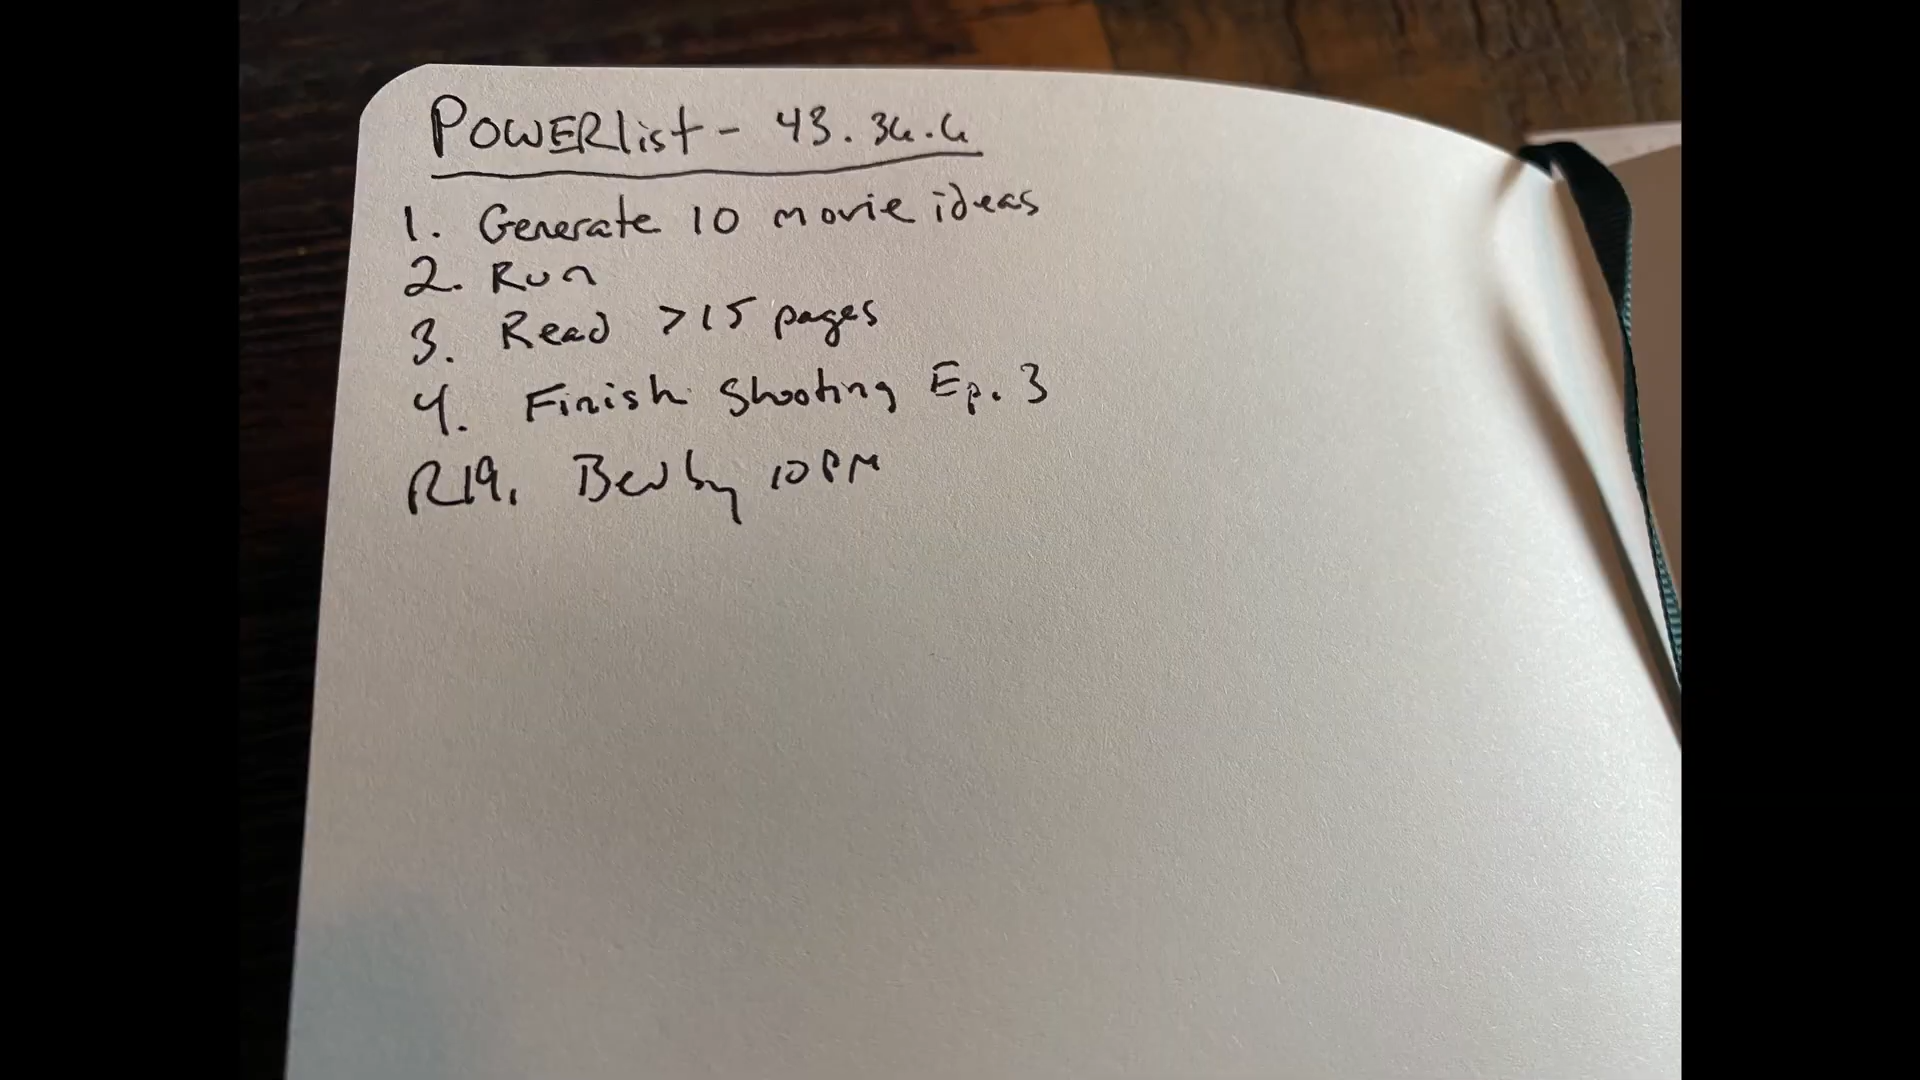 POWERlist - 43.36.6
1. Generate 10 movie ideas
2. Run
3. Read >15 pages
4. Finish Shooting Ep. 3
R19. Bed by 10PM